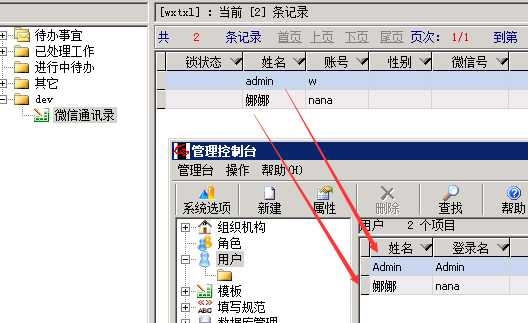 [wxtxl] : 当前 [2] 条记录
待办事宜
已处理工作
进行中待办
其它
dev
微信通讯录
共 2 条记录 首页 上页 下页 尾页 页次: 1/1 到第
锁状态 姓名 账号 性别 微信号
admin w
娜娜 nana
管理控制台
管理台 操作 帮助(H)
系统选项 新建 属性 删除 查找 帮助
组织机构
角色
用户
模板
填写规范
数据库管理
用户 2 个项目
姓名 登录名
Admin Admin
娜娜 nana